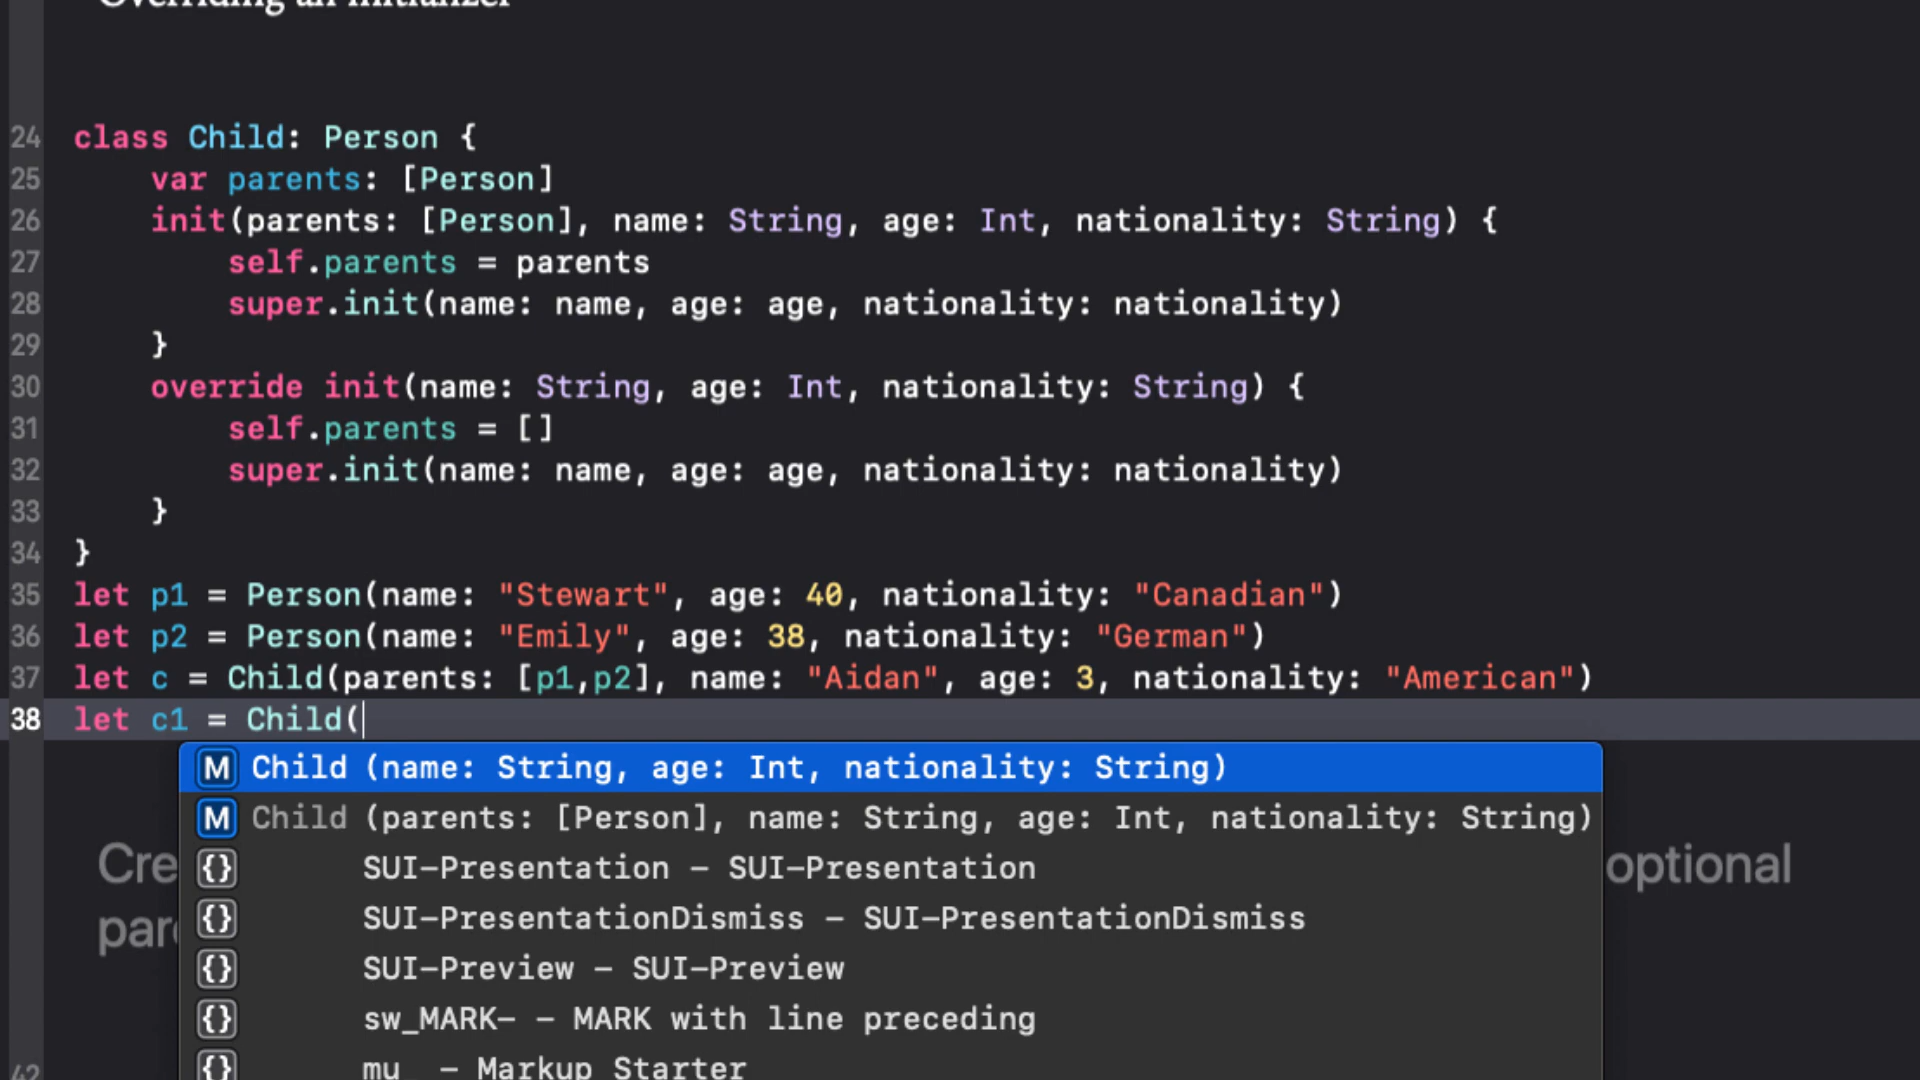 Overriding an initializer
24 class Child: Person {
25 var parents: [Person]
26 init(parents: [Person], name: String, age: Int, nationality: String) {
27 self.parents = parents
28 super.init(name: name, age: age, nationality: nationality)
29 }
30 override init(name: String, age: Int, nationality: String) {
31 self.parents = []
32 super.init(name: name, age: age, nationality: nationality)
33 }
34 }
35 let p1 = Person(name: "Stewart", age: 40, nationality: "Canadian")
36 let p2 = Person(name: "Emily", age: 38, nationality: "German")
37 let c = Child(parents: [p1,p2], name: "Aidan", age: 3, nationality: "American")
38 let c1 = Child(
M Child (name: String, age: Int, nationality: String)
M Child (parents: [Person], name: String, age: Int, nationality: String)
{} SUI-Presentation – SUI-Presentation
Cre optional
{} SUI-PresentationDismiss – SUI-PresentationDismiss
par
{} SUI-Preview – SUI-Preview
{} sw_MARK- – MARK with line preceding
{} mu – Markup Starter
42